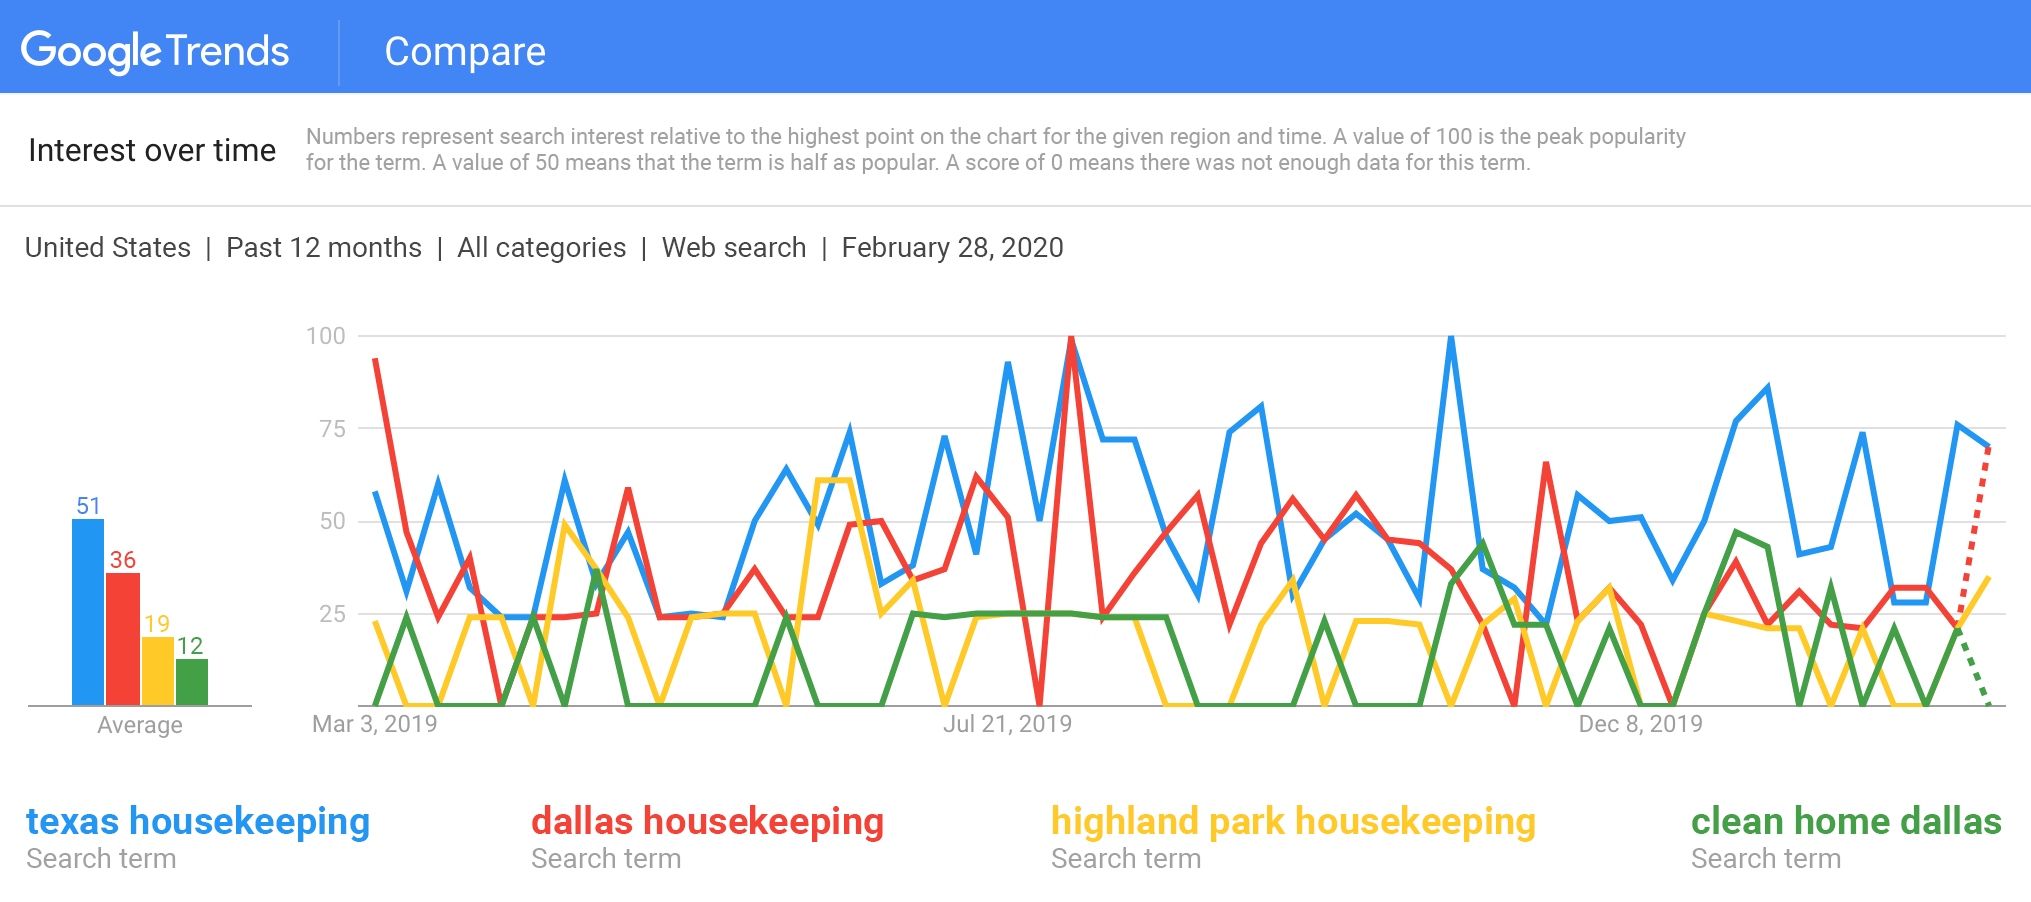 Google Trends Compare
Interest over time
Numbers represent search interest relative to the highest point on the chart for the given region and time. A value of 100 is the peak popularity
for the term. A value of 50 means that the term is half as popular. A score of 0 means there was not enough data for this term.
United States | Past 12 months | All categories | Web search | February 28, 2020
100
75
50
25
51
36
19
12
Average
Mar 3, 2019 Jul 21, 2019 Dec 8, 2019
texas housekeeping dallas housekeeping highland park housekeeping clean home dallas
Search term Search term Search term Search term